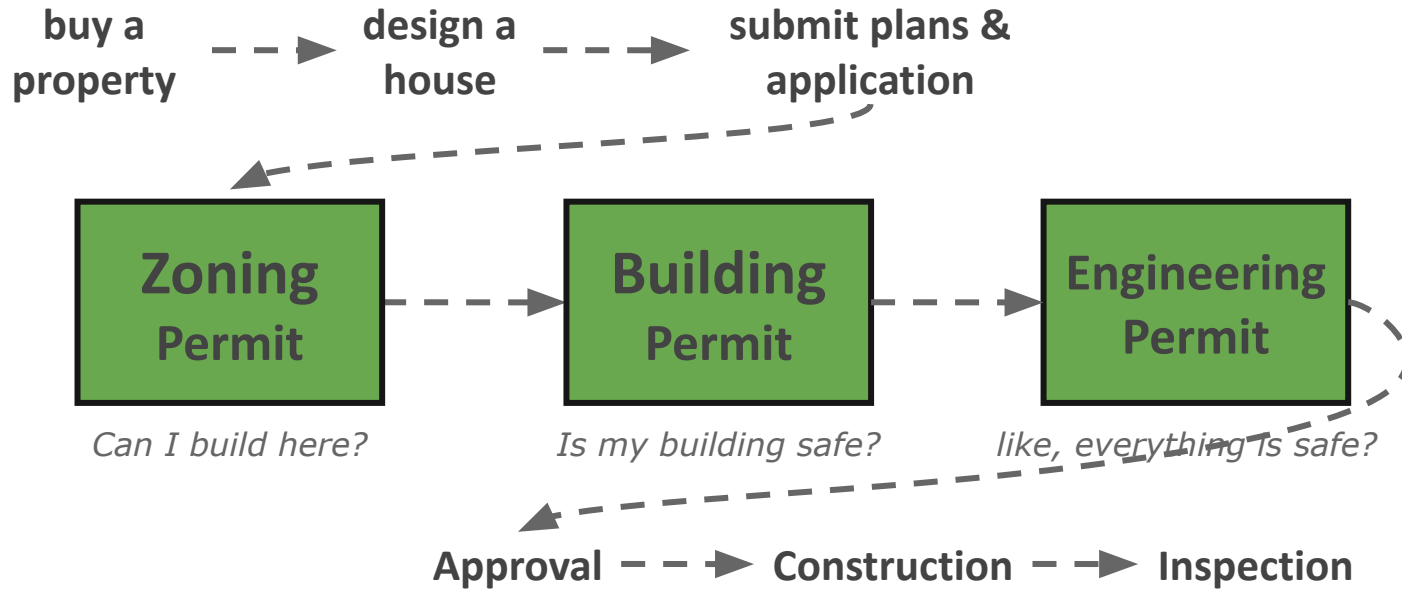 buy a
property
design a
house
submit plans &
application
Zoning
Permit
Building
Permit
Engineering
Permit
Can I build here?
Is my building safe?
like, everything is safe?
Approval
Construction
Inspection